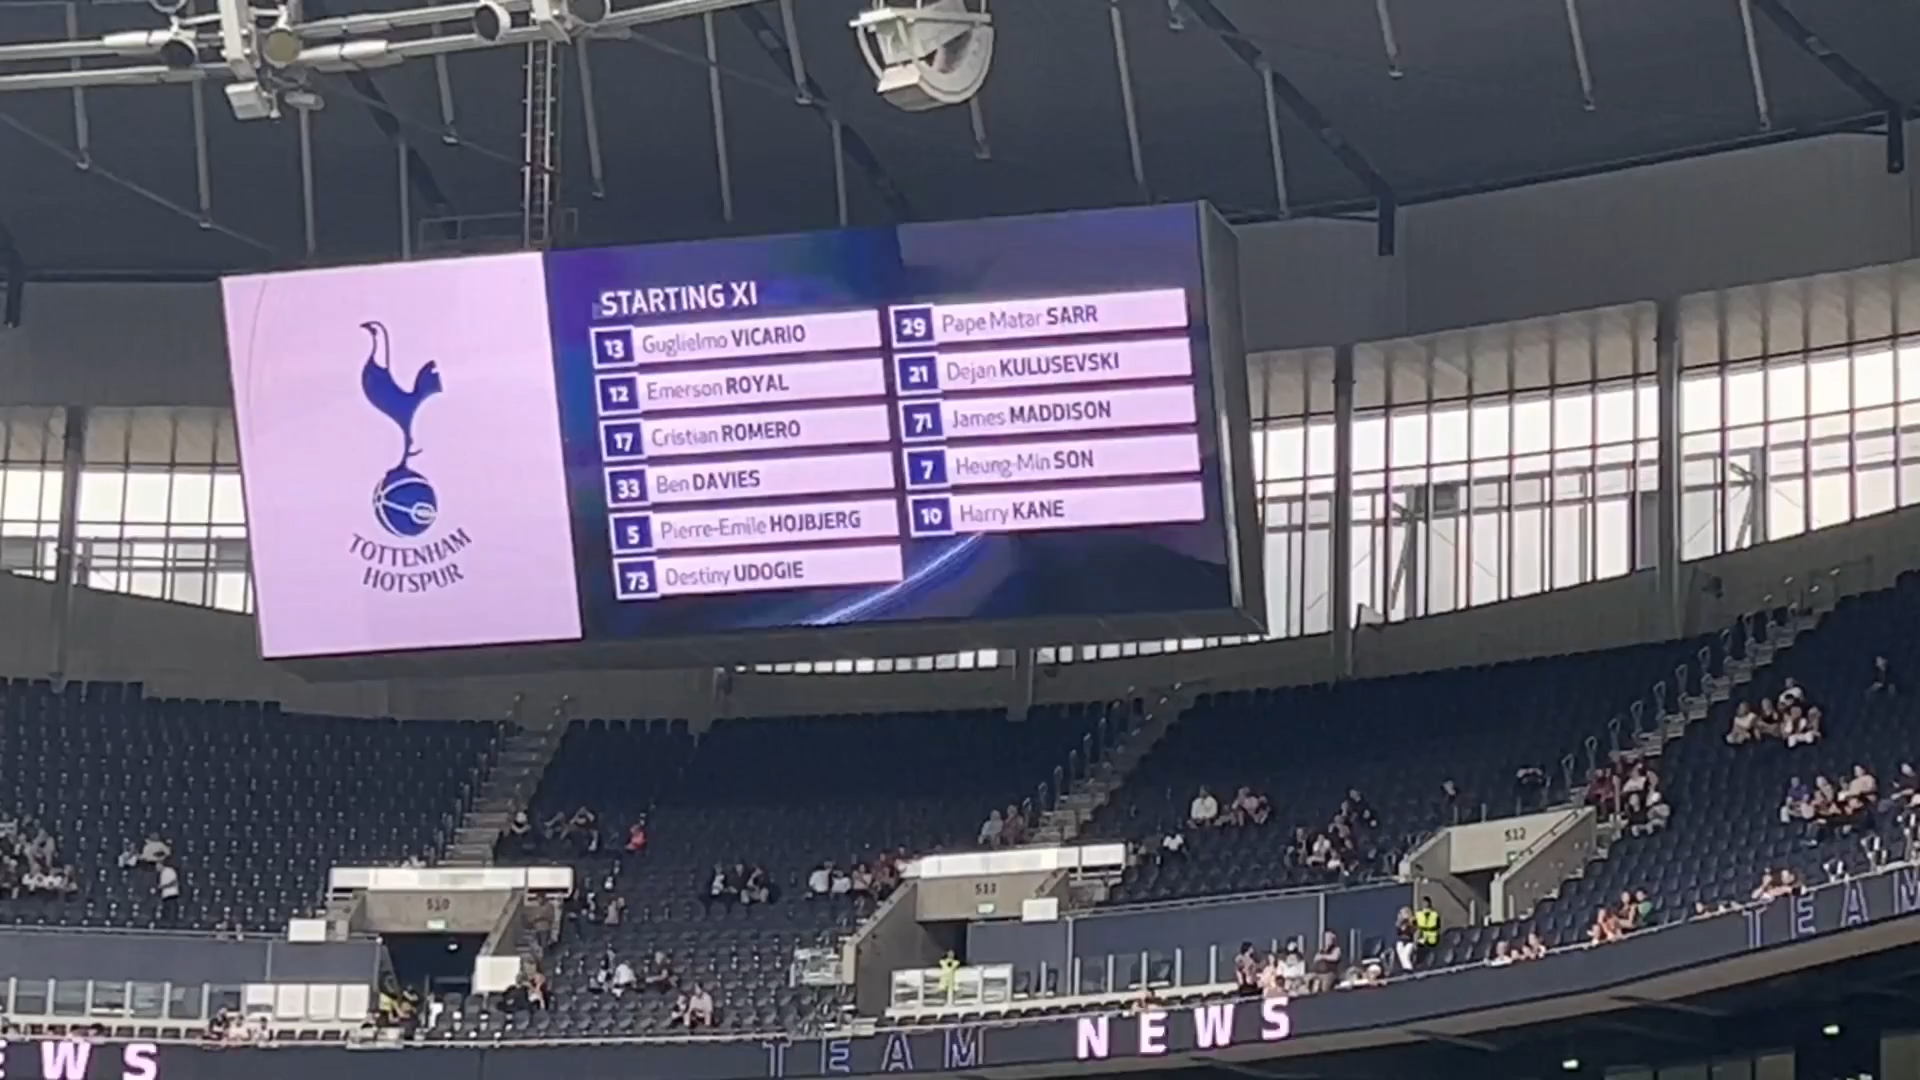 STARTING XI
13 Guglielmo VICARIO
12 Emerson ROYAL
17 Cristian ROMERO
33 Ben DAVIES
5 Pierre-Emile HOJBJERG
73 Destiny UDOGIE
29 Pape Matar SARR
21 Dejan KULUSEVSKI
71 James MADDISON
7 Heung-Min SON
10 Harry KANE
TOTTENHAM
HOTSPUR
510
511
512
EWS
TEAM NEWS
TEAM